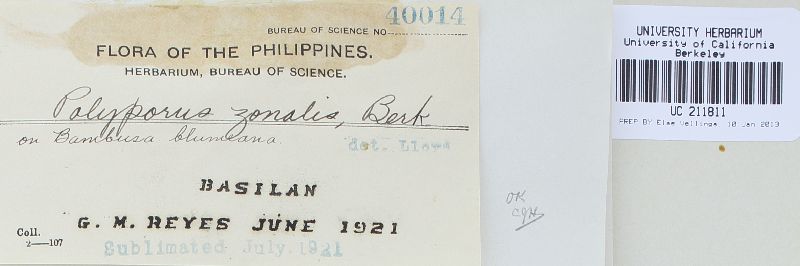 40014
BUREAU OF SCIENCE NO
FLORA OF THE PHILIPPINES.
HERBARIUM, BUREAU OF SCIENCE.
Polyporus zonalis, Berk
on Bambusa blumeana.
det. Lloyd
BASILAN
G. M. REYES JUNE 1921
Coll.
2—107
Sublimated July. 1921
OK
CJH
UNIVERSITY HERBARIUM
University of California
Berkeley
UC 211811
PREP BY Else Vellinga, 10 Jan 2013